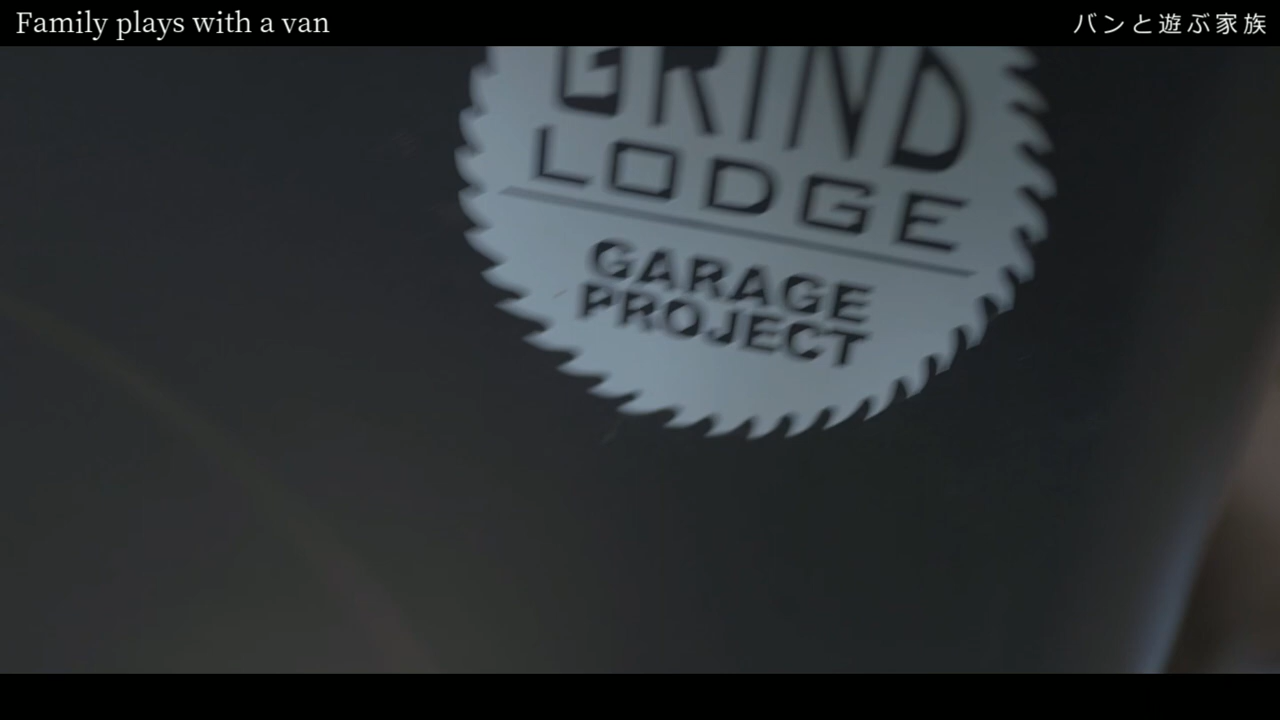 Family plays with a van
バンと遊ぶ家族
GRIND
LODGE
GARAGE
PROJECT